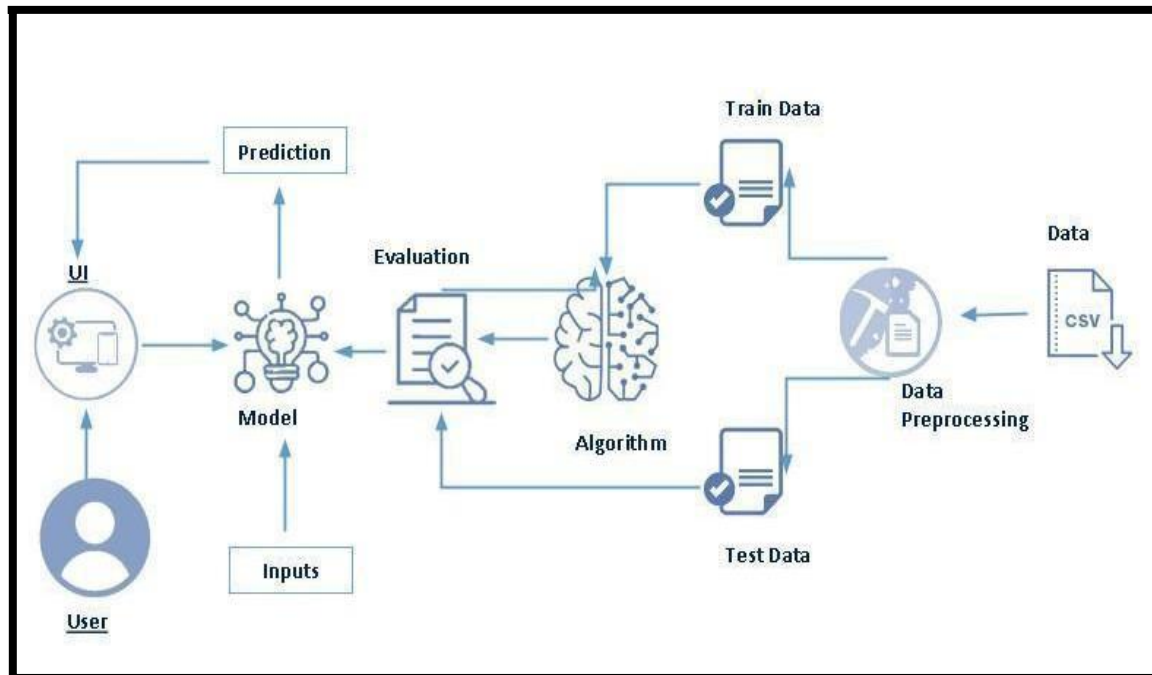 Train Data
Prediction
Data
Evaluation
UI
CSV
Model
Data
Preprocessing
Algorithm
Inputs
Test Data
User